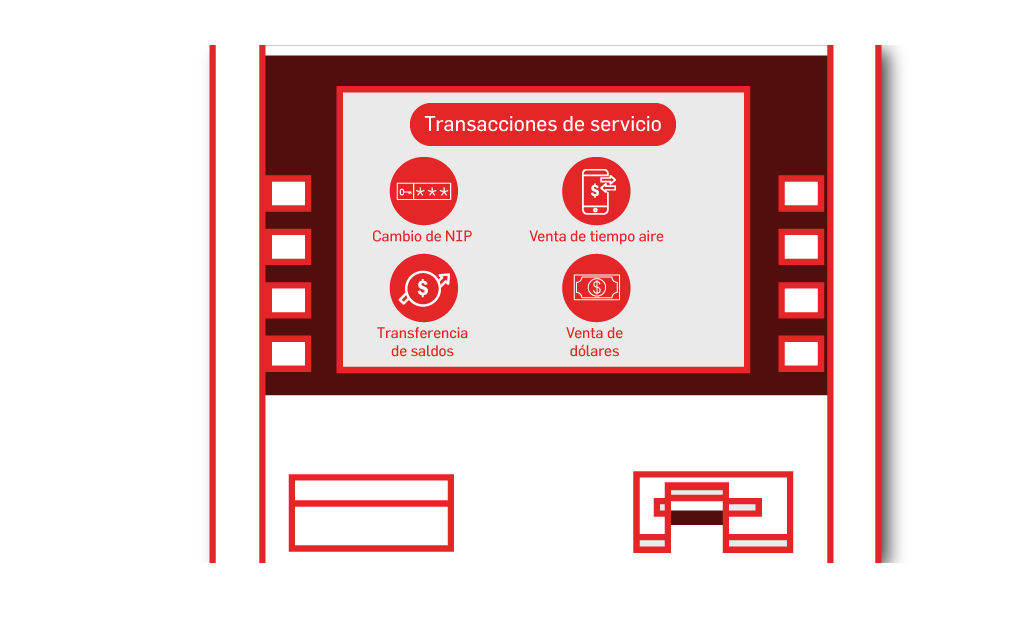 Transacciones de servicio
Cambio de NIP
Venta de tiempo aire
Transferencia
de saldos
Venta de
dólares